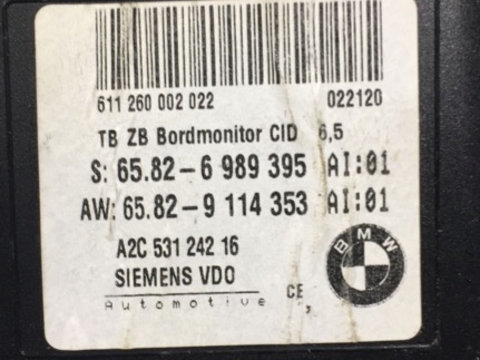 611 260 002 022 022120
TB ZB Bordmonitor CID 6,5
S: 65.82-6 989 395 AI:01
AW: 65.82-9 114 353 AI:01
A2C 531 242 16
SIEMENS VDO
Automotive CE,
BMW